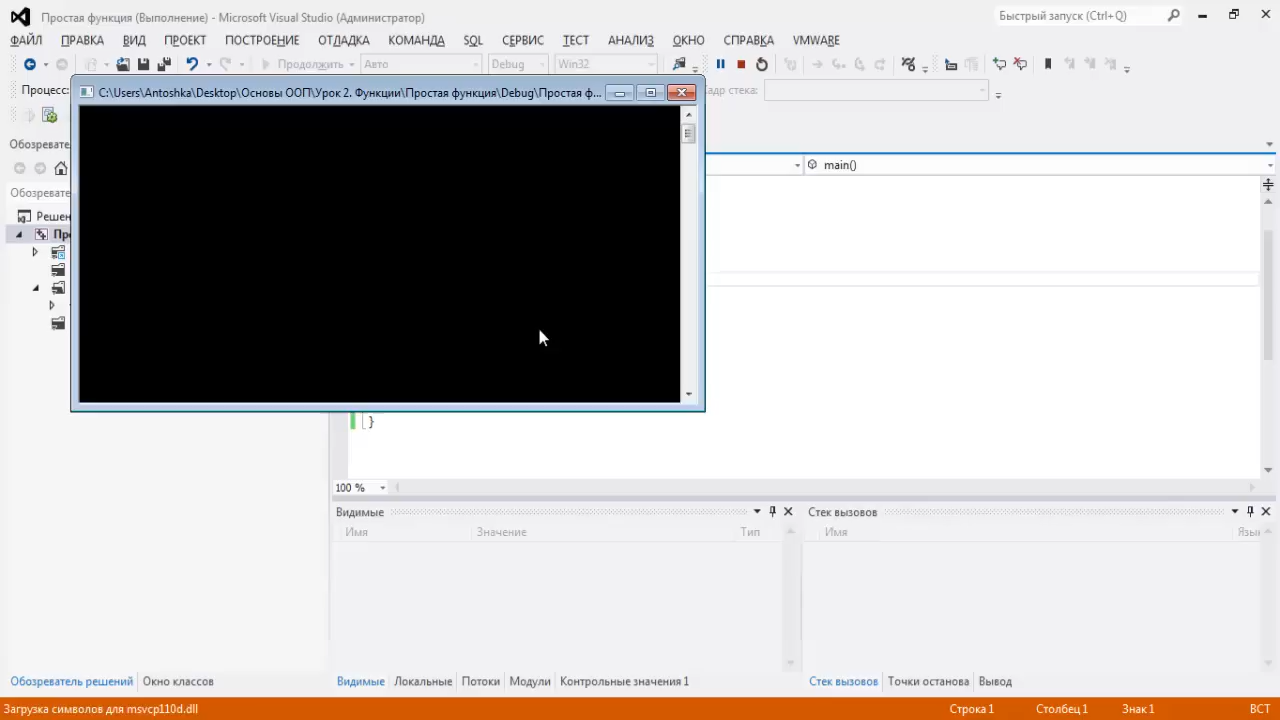 Простая функция (Выполнение) - Microsoft Visual Studio (Администратор)
Быстрый запуск (Ctrl+Q)
ФАЙЛ ПРАВКА ВИД ПРОЕКТ ПОСТРОЕНИЕ ОТЛАДКА КОМАНДА SQL СЕРВИС ТЕСТ АНАЛИЗ ОКНО СПРАВКА VMWARE
Продолжить Авто Debug Win32
Процесс: адр стека:
C:\Users\Antoshka\Desktop\Основы ООП\Урок 2. Функции\Простая функция\Debug\Простая ф...
Обозревате
main()
Обозревате
Решен
Про
}
100 %
Видимые
Стек вызовов
Имя Значение Тип
Имя Язык
Обозреватель решений Окно классов
Видимые Локальные Потоки Модули Контрольные значения 1
Стек вызовов Точки останова Вывод
Загрузка символов для msvcp110d.dll
Строка 1 Столбец 1 Знак 1 ВСТ